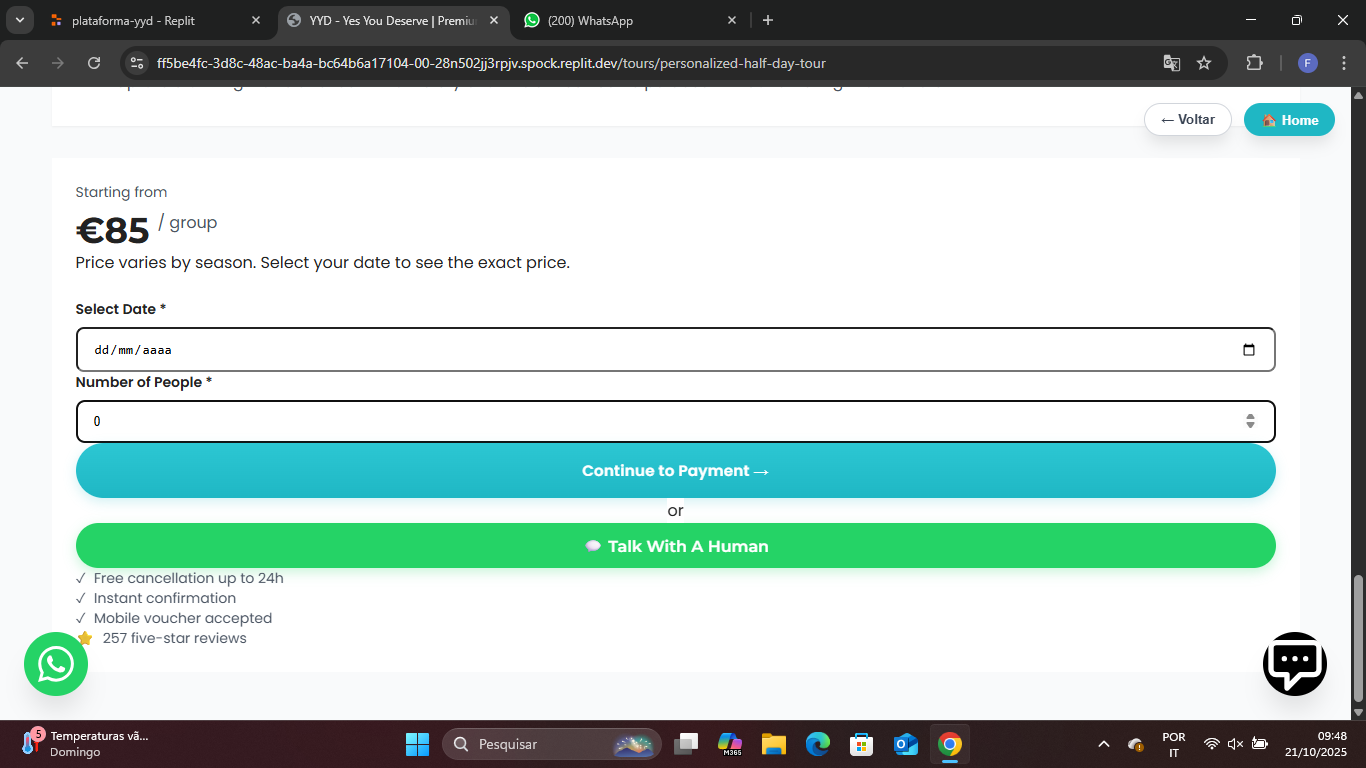 plataforma-yyd - Replit
YYD - Yes You Deserve | Premiu
(200) WhatsApp
ff5be4fc-3d8c-48ac-ba4a-bc64b6a17104-00-28n502jj3rpjv.spock.replit.dev/tours/personalized-half-day-tour
F
← Voltar
🏠 Home
Starting from
€85 / group
Price varies by season. Select your date to see the exact price.
Select Date *
dd/mm/aaaa
Number of People *
0
Continue to Payment →
or
💬 Talk With A Human
✓ Free cancellation up to 24h
✓ Instant confirmation
✓ Mobile voucher accepted
⭐ 257 five-star reviews
5
Temperaturas vã...
Domingo
Pesquisar
M365
POR
IT
09:48
21/10/2025